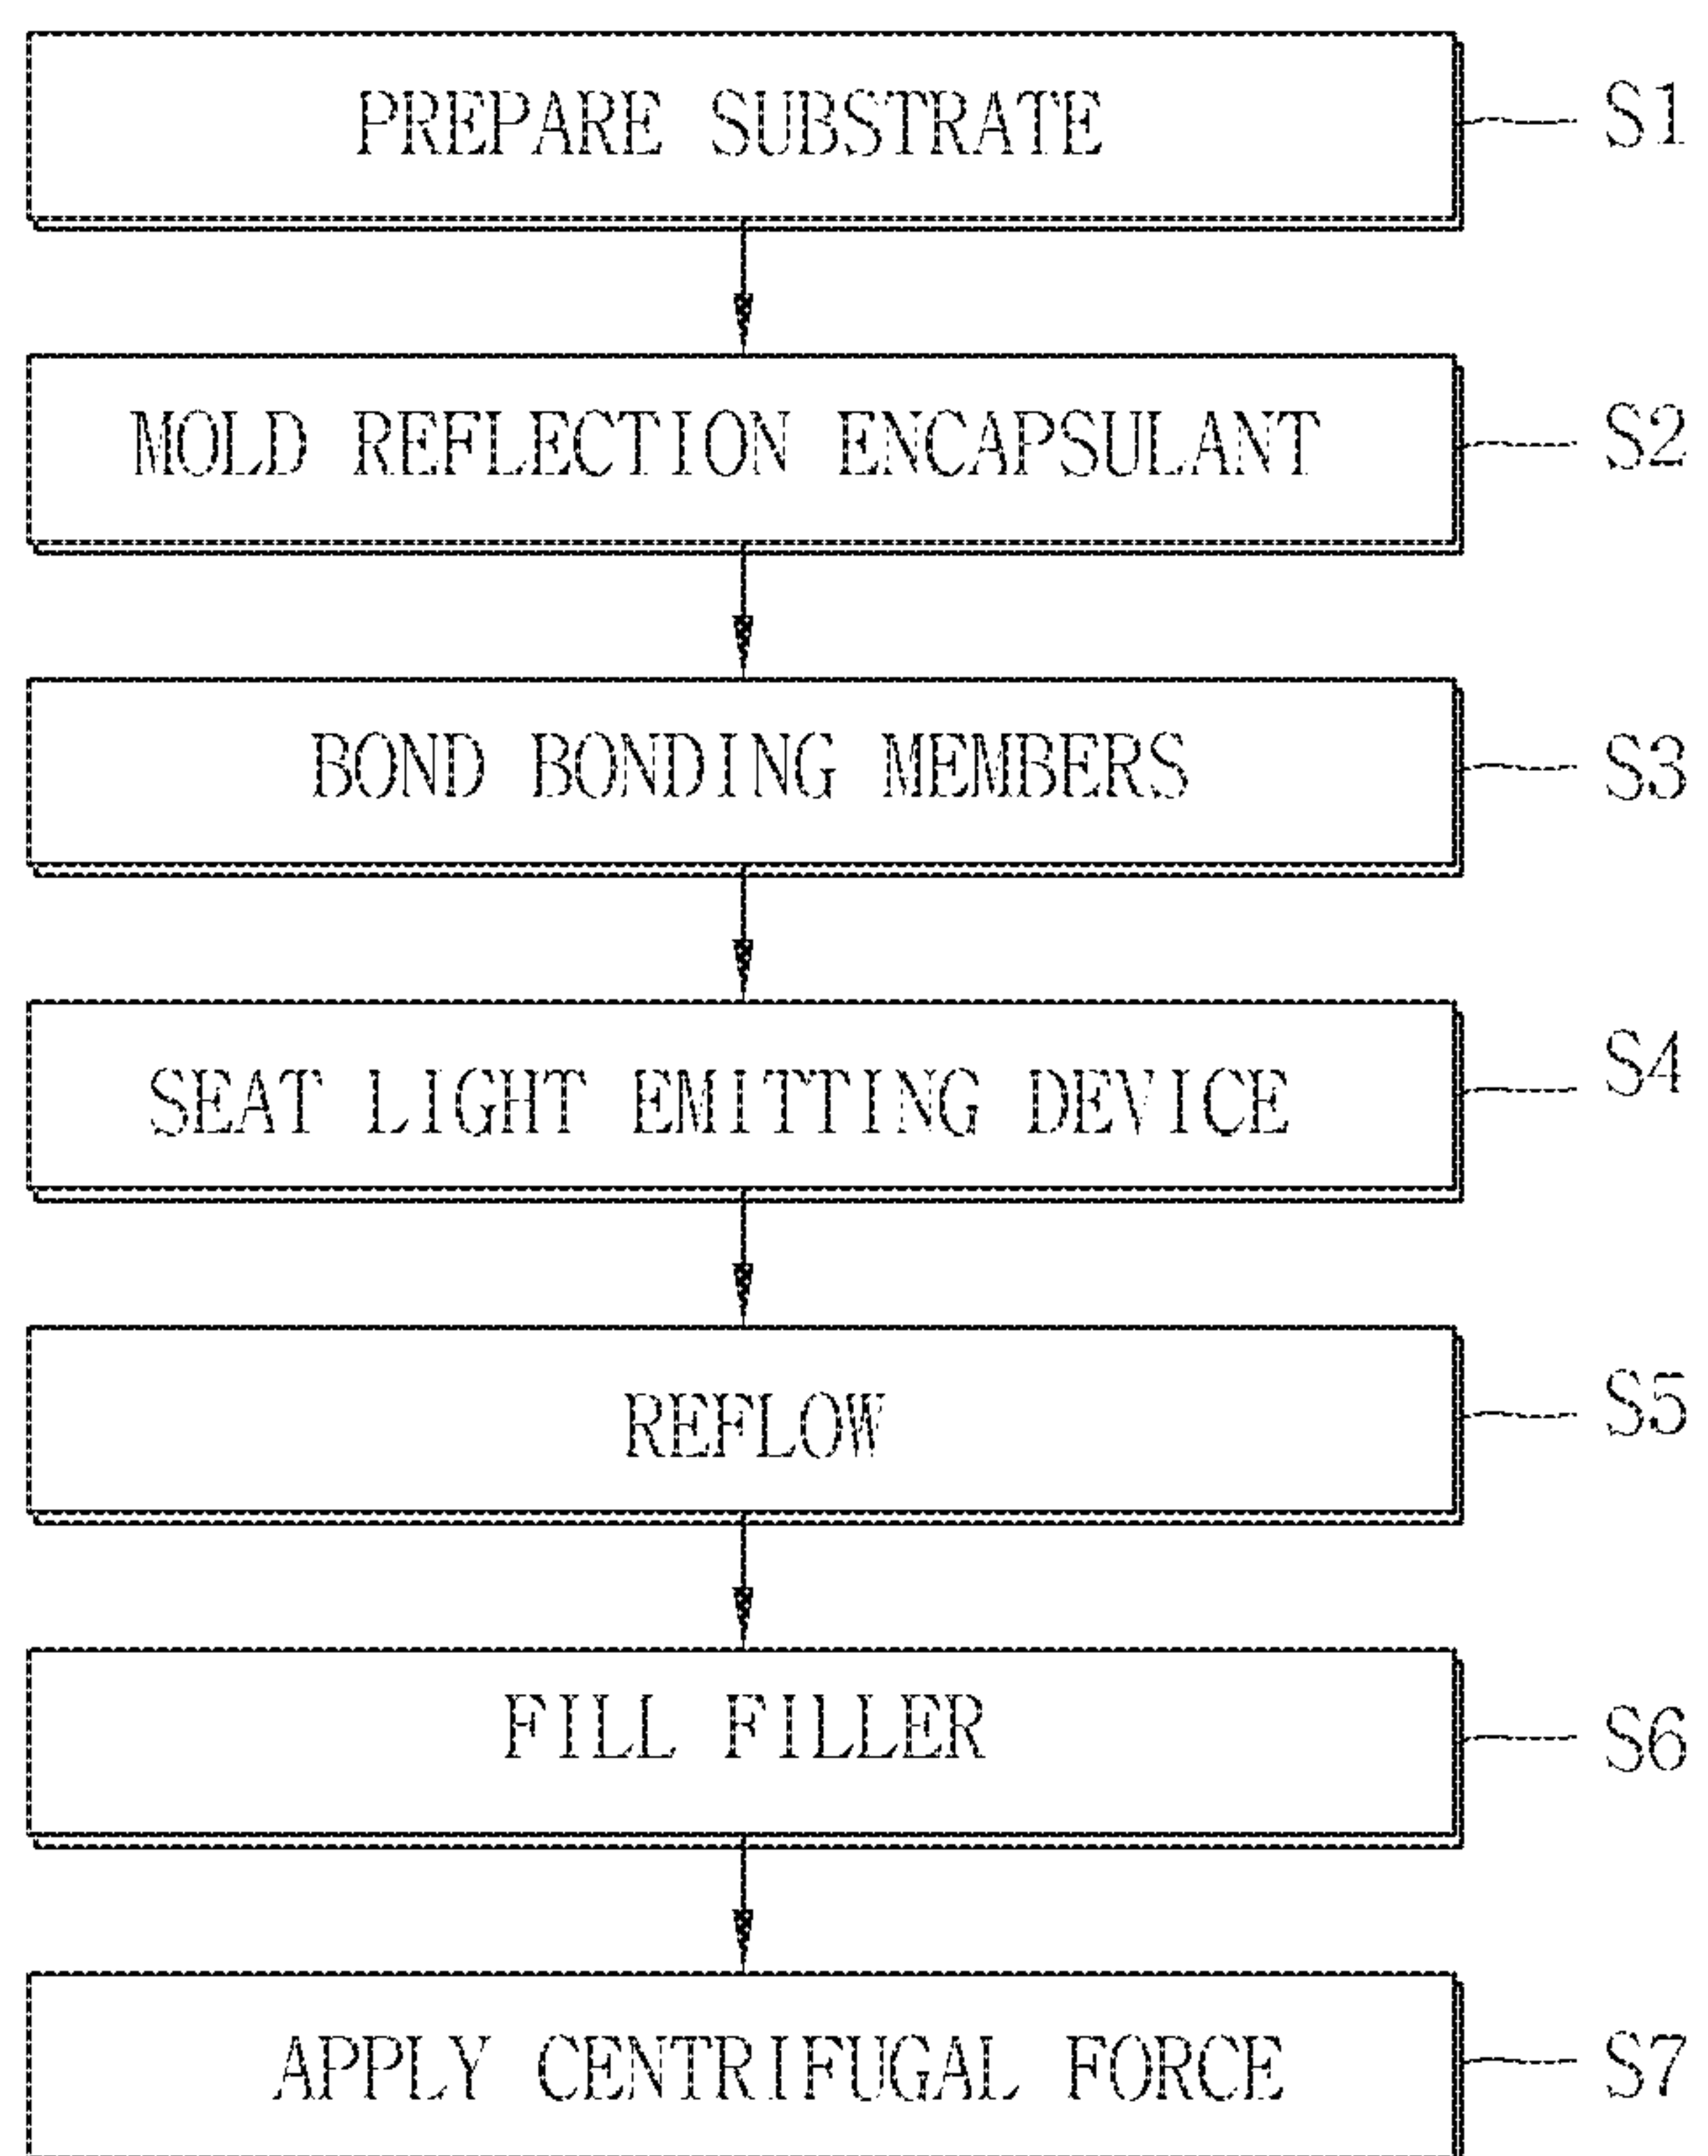 PREPARE SUBSTRATE S1
MOLD REFLECTION ENCAPSULANT S2
BOND BONDING MEMBERS S3
SEAT LIGHT EMITTING DEVICE S4
REFLOW S5
FILL FILLER S6
APPLY CENTRIFUGAL FORCE S7